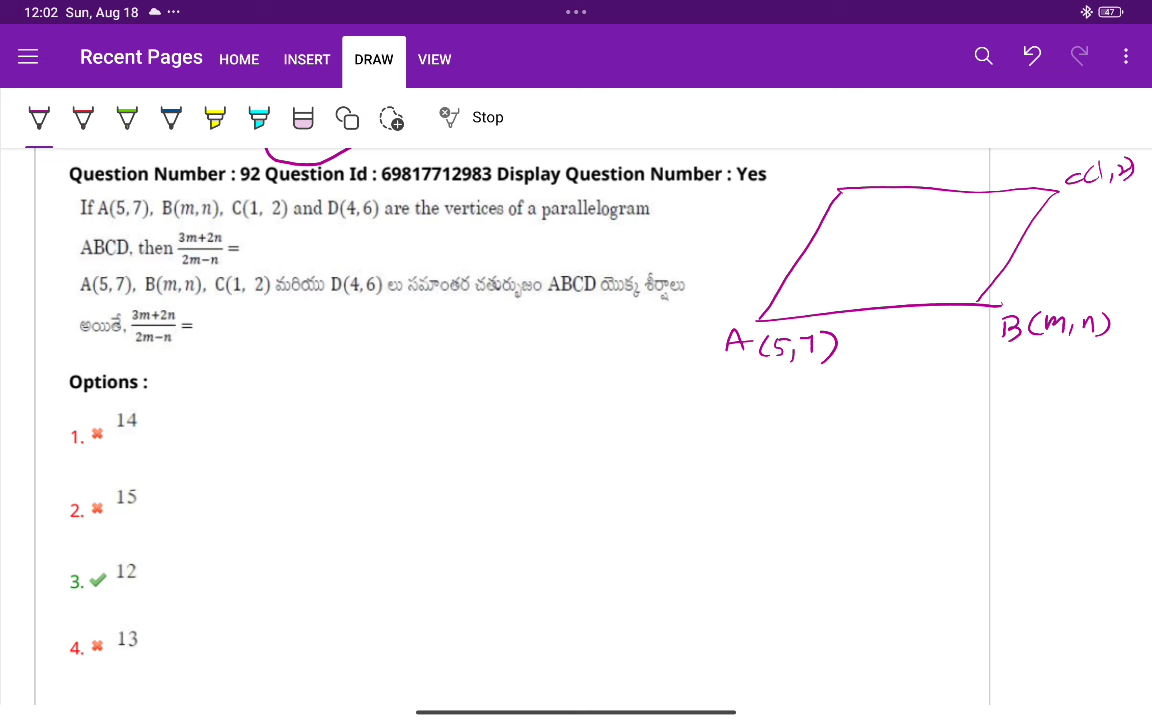 12:02 Sun, Aug 18
47
Recent Pages HOME INSERT DRAW VIEW
Stop
Question Number : 92 Question Id : 69817712983 Display Question Number : Yes
If A(5,7), B(m,n), C(1, 2) and D(4,6) are the vertices of a parallelogram
ABCD, then (3m+2n)/(2m−n) =
A(5,7), B(m,n), C(1, 2) మరియు D(4,6) లు సమాంతర చతుర్భుజం ABCD యొక్క శీర్షాలు
అయితే, (3m+2n)/(2m−n) =
Options :
1. ✖ 14
2. ✖ 15
3. ✔ 12
4. ✖ 13
C(1,2)
A(5,7)
B(m,n)